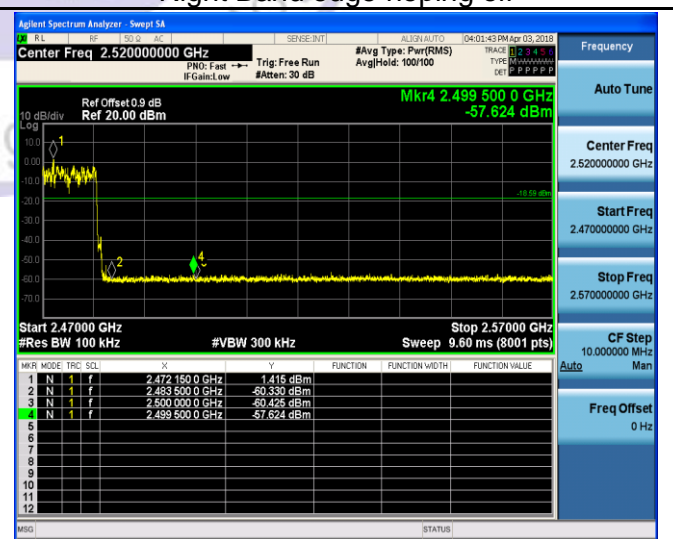 Agilent Spectrum Analyzer - Swept SA
RL RF 50 Ω AC SENSE:INT ALIGN AUTO 04:01:43 PM Apr 03, 2018
Center Freq 2.520000000 GHz
PNO: Fast
IFGain:Low
Trig: Free Run
#Atten: 30 dB
#Avg Type: Pwr(RMS)
Avg|Hold: 100/100
TRACE 1 2 3 4 5 6
TYPE M
DET P P P P P P
Mkr4 2.499 500 0 GHz
-57.624 dBm
Ref Offset 0.9 dB
Ref 20.00 dBm
10 dB/div
Log
10.0
0.00
-10.0
-20.0
-30.0
-40.0
-50.0
-60.0
-70.0
1
2
4
-18.59 dBm
Start 2.47000 GHz Stop 2.57000 GHz
#Res BW 100 kHz #VBW 300 kHz Sweep 9.60 ms (8001 pts)
MKR MODE TRC SCL X Y FUNCTION FUNCTION WIDTH FUNCTION VALUE
1 N 1 f 2.472 150 0 GHz 1.415 dBm
2 N 1 f 2.483 500 0 GHz -60.330 dBm
3 N 1 f 2.500 000 0 GHz -60.425 dBm
4 N 1 f 2.499 500 0 GHz -57.624 dBm
5
6
7
8
9
10
11
12
MSG STATUS
Frequency
Auto Tune
Center Freq
2.520000000 GHz
Start Freq
2.470000000 GHz
Stop Freq
2.570000000 GHz
CF Step
10.000000 MHz
Auto Man
Freq Offset
0 Hz